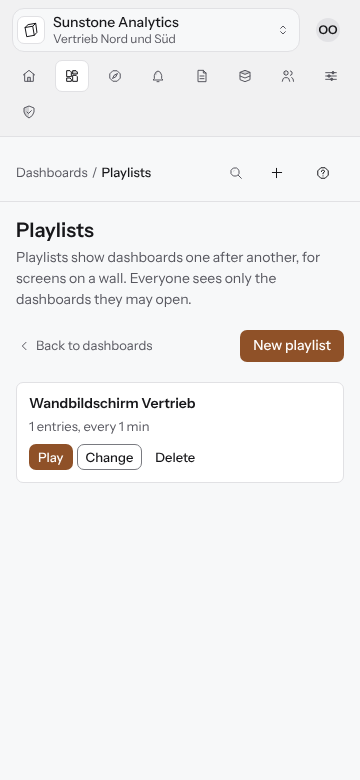 Sunstone Analytics
Vertrieb Nord und Süd
OO
Dashboards / Playlists
Playlists
Playlists show dashboards one after another, for
screens on a wall. Everyone sees only the
dashboards they may open.
Back to dashboards
New playlist
Wandbildschirm Vertrieb
1 entries, every 1 min
Play
Change
Delete